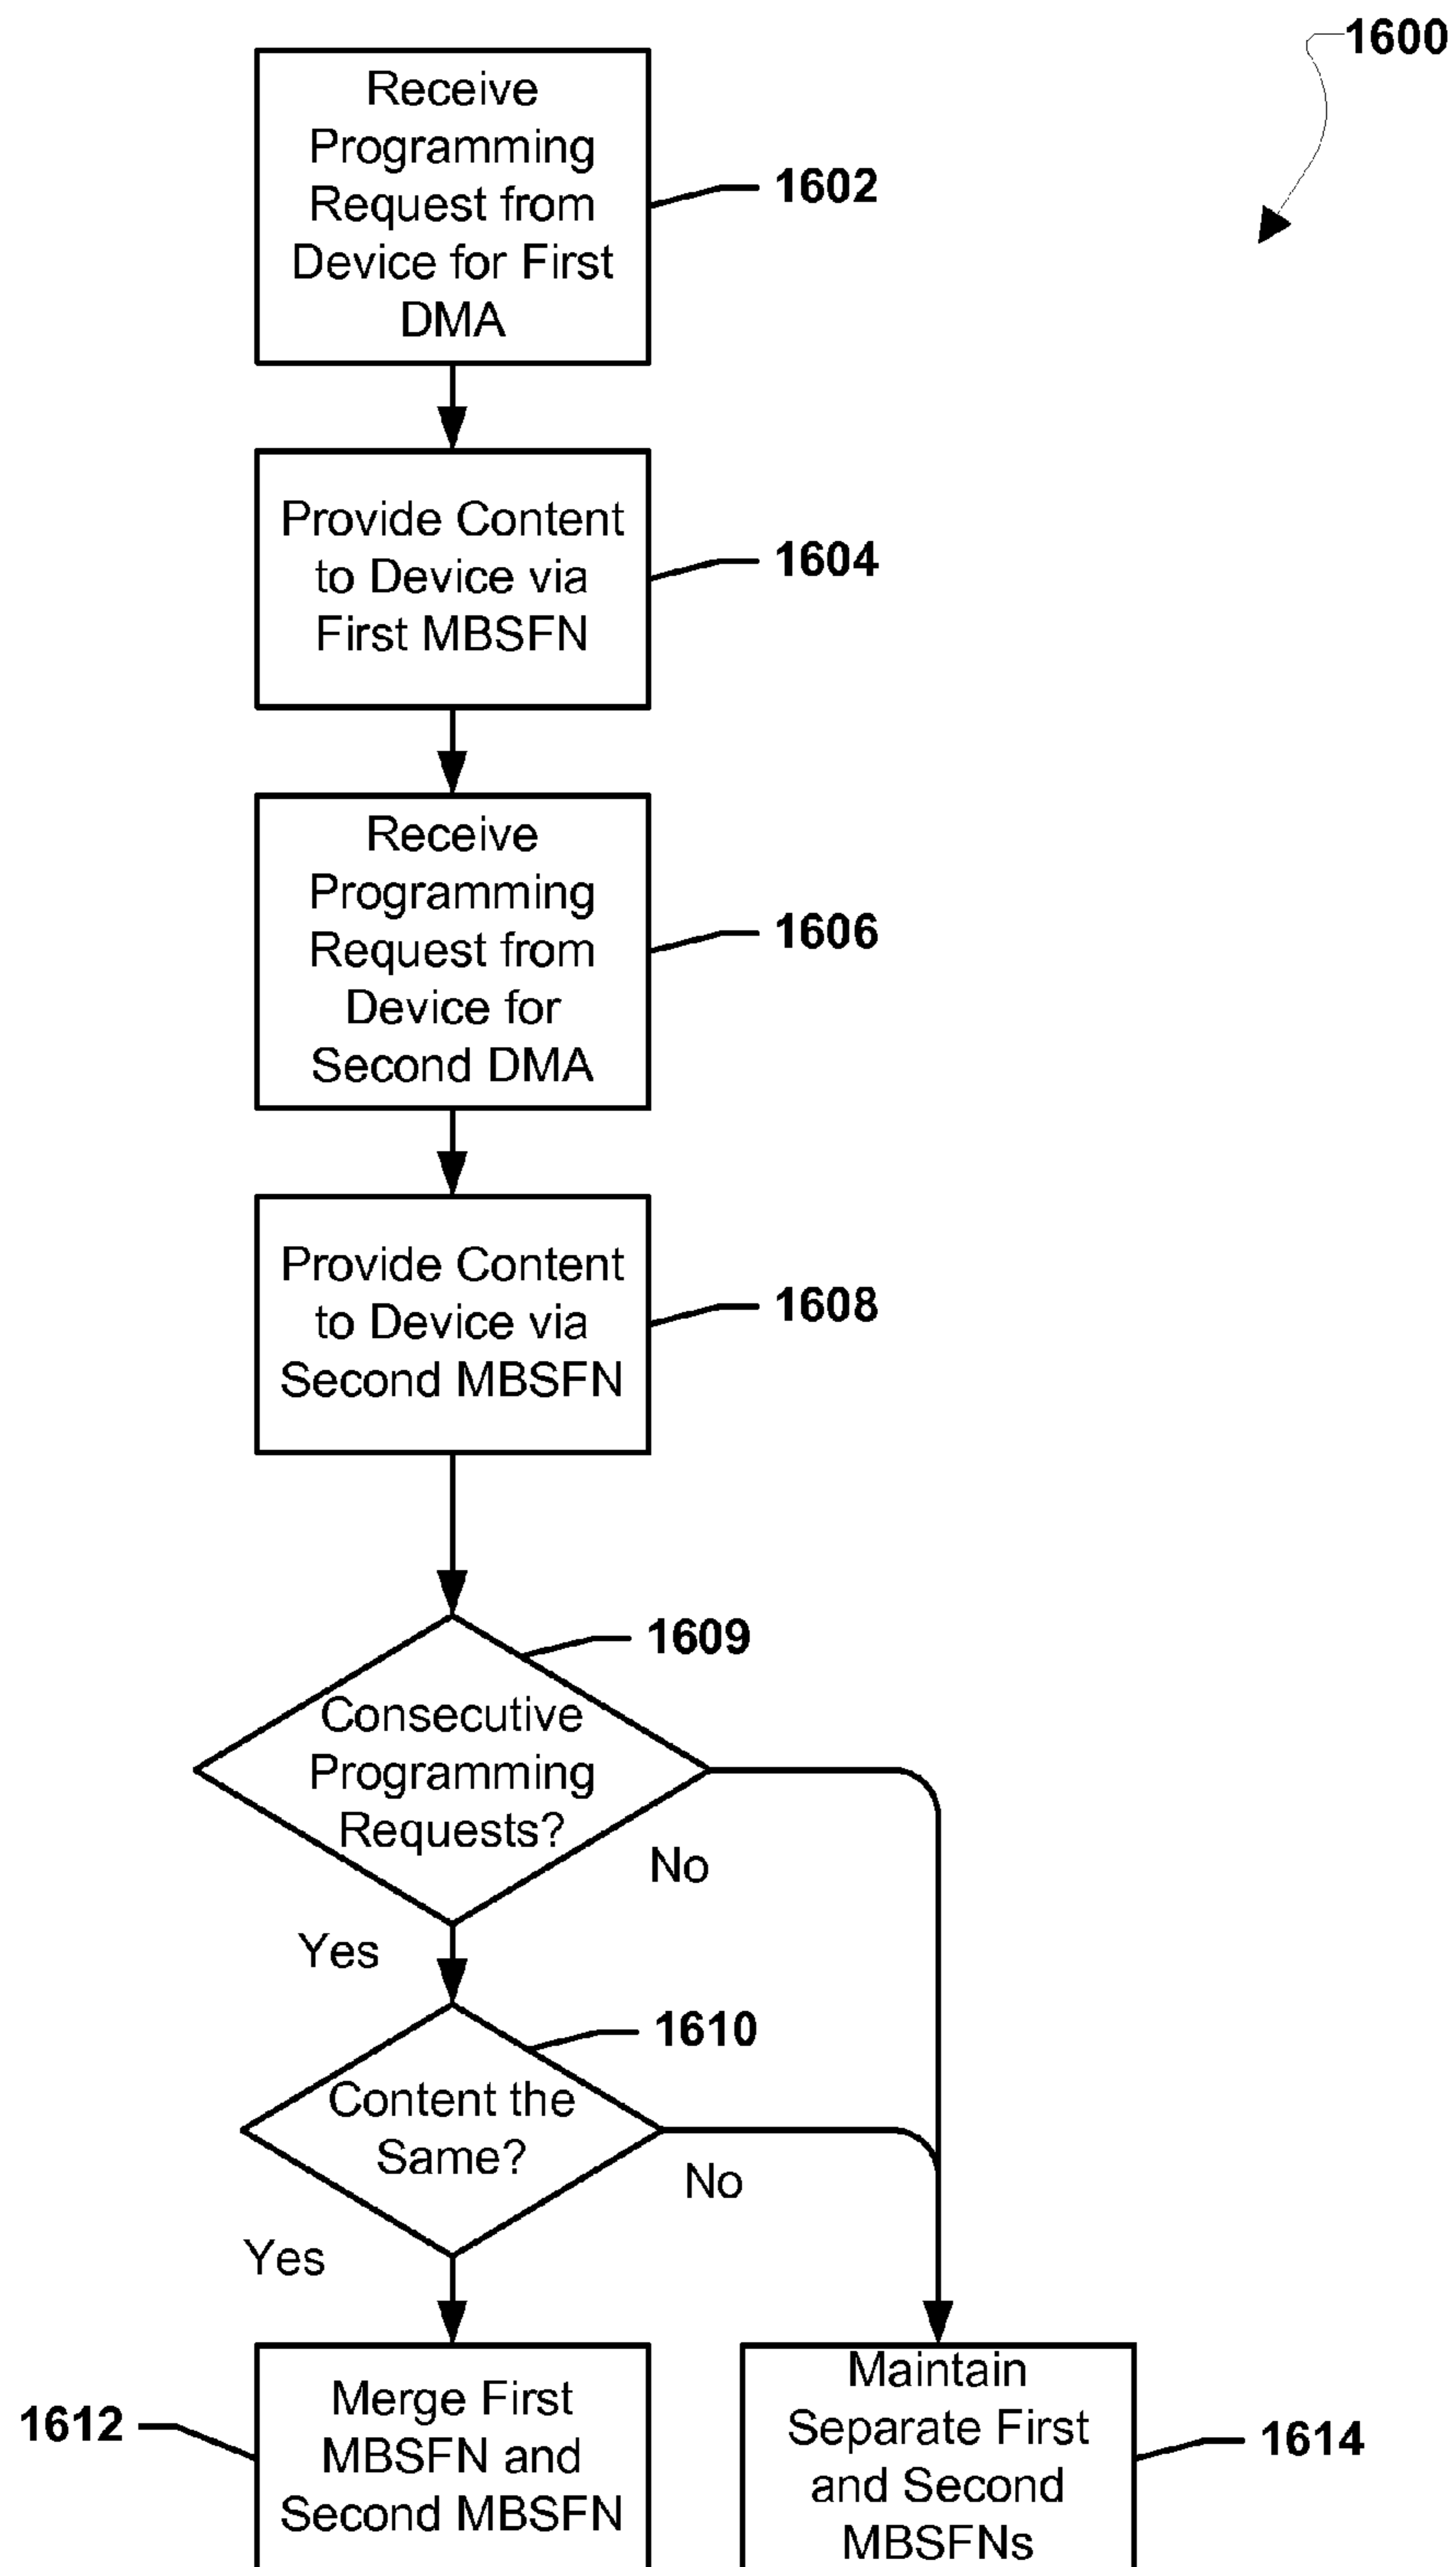 1600
Receive
Programming
Request from
Device for First
DMA
1602
Provide Content
to Device via
First MBSFN
1604
Receive
Programming
Request from
Device for
Second DMA
1606
Provide Content
to Device via
Second MBSFN
1608
Consecutive
Programming
Requests?
1609
No
Yes
Content the
Same?
1610
No
Yes
Merge First
MBSFN and
Second MBSFN
1612
Maintain
Separate First
and Second
MBSFNs
1614